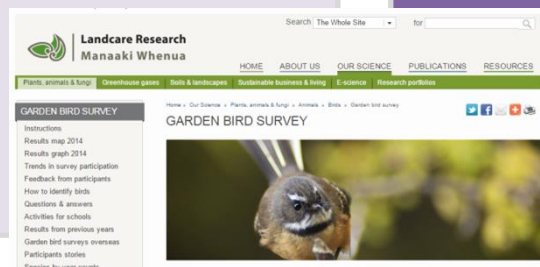 Search The Whole Site for
Landcare Research
Manaaki Whenua
HOME ABOUT US OUR SCIENCE PUBLICATIONS RESOURCES
Plants, animals & fungi Greenhouse gases Soils & landscapes Sustainable business & living E-science Research portfolios
GARDEN BIRD SURVEY
Instructions
Results map 2014
Results graph 2014
Trends in survey participation
Feedback from participants
How to identify birds
Questions & answers
Activities for schools
Results from previous years
Garden bird surveys overseas
Participants stories
Home » Our Science » Plants, animals & fungi » Animals » Birds » Garden bird survey
GARDEN BIRD SURVEY